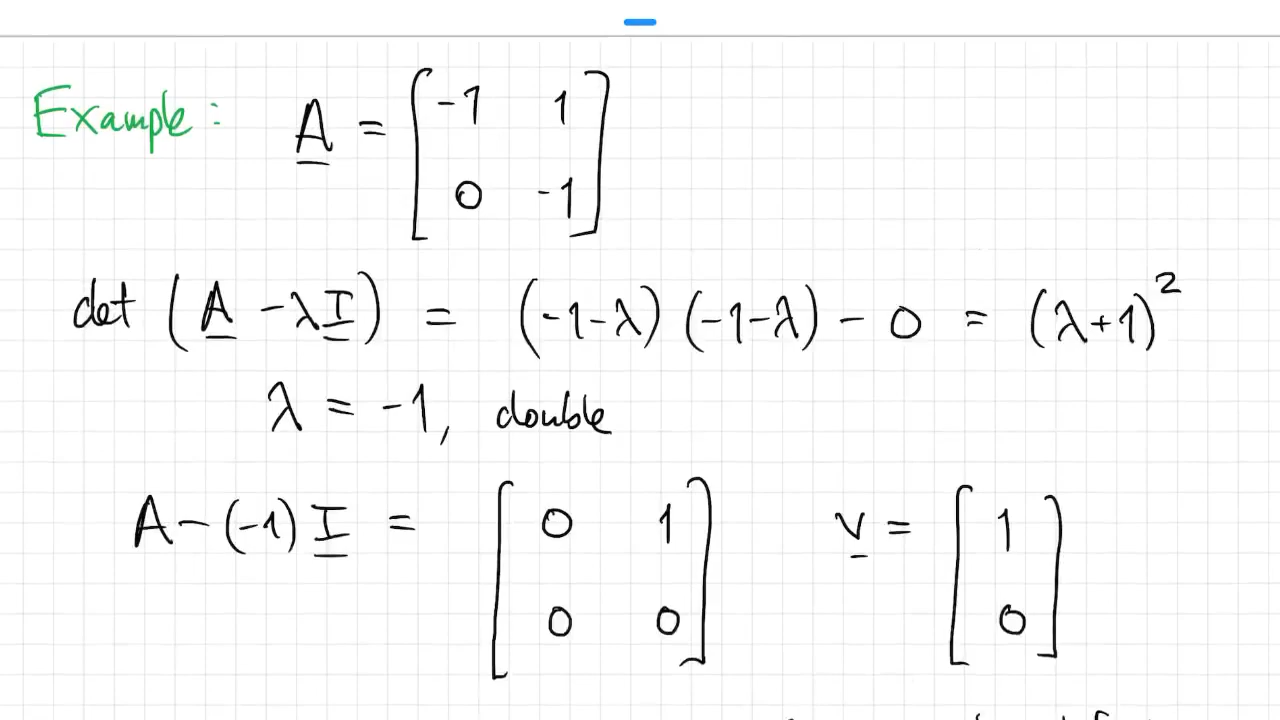 Example: A = [ -1 1
0 -1 ]
det (A - λI) = (-1-λ)(-1-λ) - 0 = (λ+1)²
λ = -1, double
A - (-1) I = [ 0 1 v = [ 1
0 0 ] 0 ]